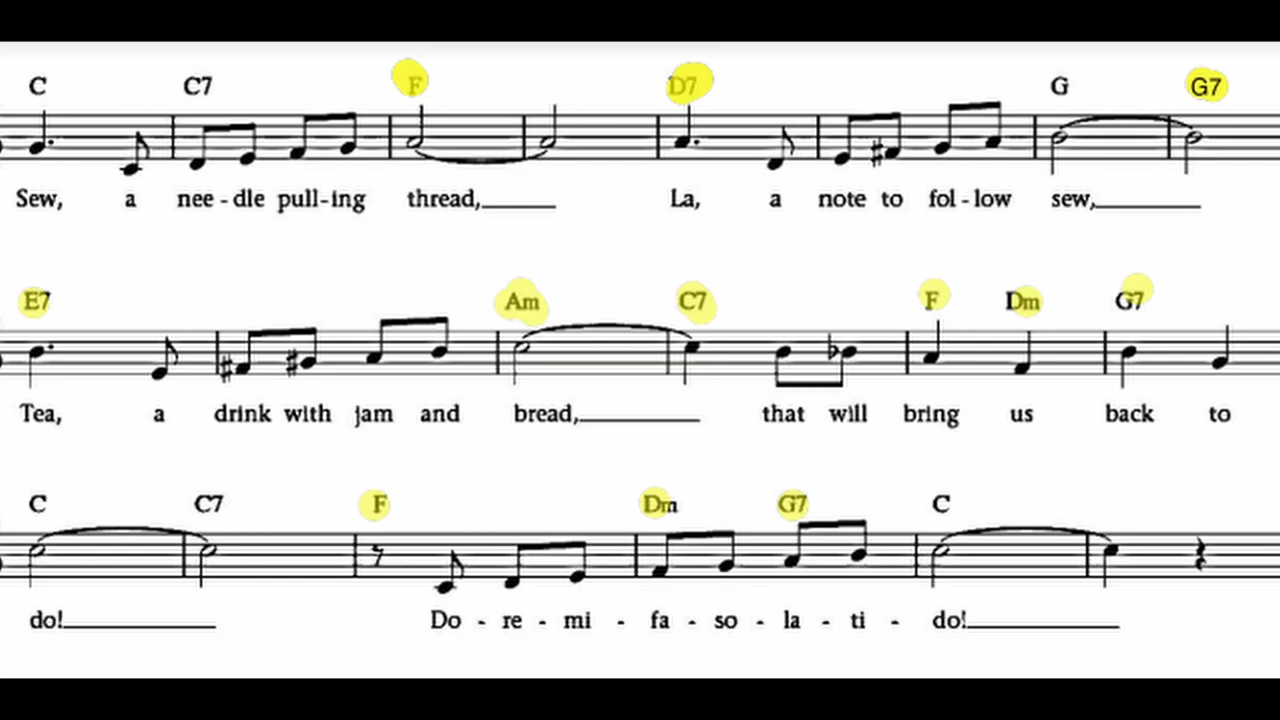 C C7 F D7 G G7
Sew, a nee - dle pull - ing thread, La, a note to fol - low sew,
E7 Am C7 F Dm G7
Tea, a drink with jam and bread, that will bring us back to
C C7 F Dm G7 C
do! Do - re - mi - fa - so - la - ti - do!